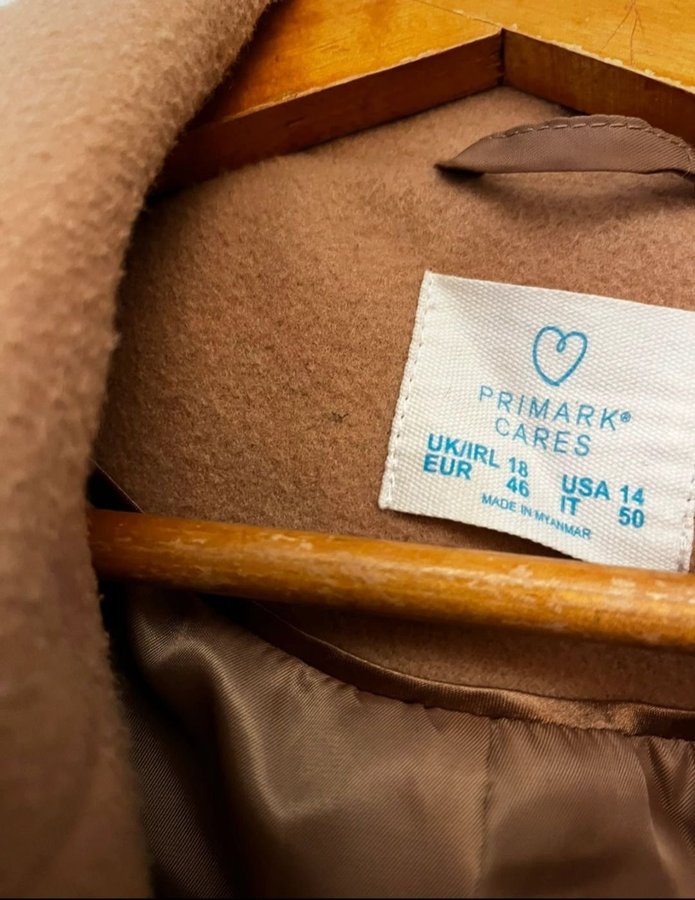 PRIMARK®
CARES
UK/IRL 18 USA 14
EUR 46 IT 50
MADE IN MYANMAR